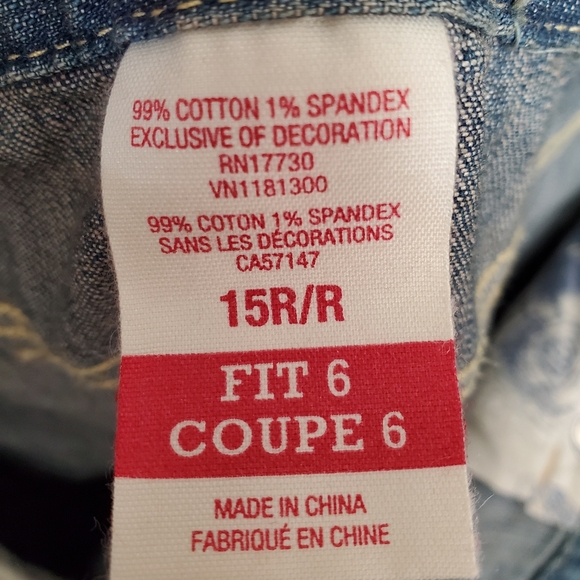 99% COTTON 1% SPANDEX
EXCLUSIVE OF DECORATION
RN17730
VN1181300
99% COTON 1% SPANDEX
SANS LES DÉCORATIONS
CA57147
15R/R
FIT 6
COUPE 6
MADE IN CHINA
FABRIQUÉ EN CHINE